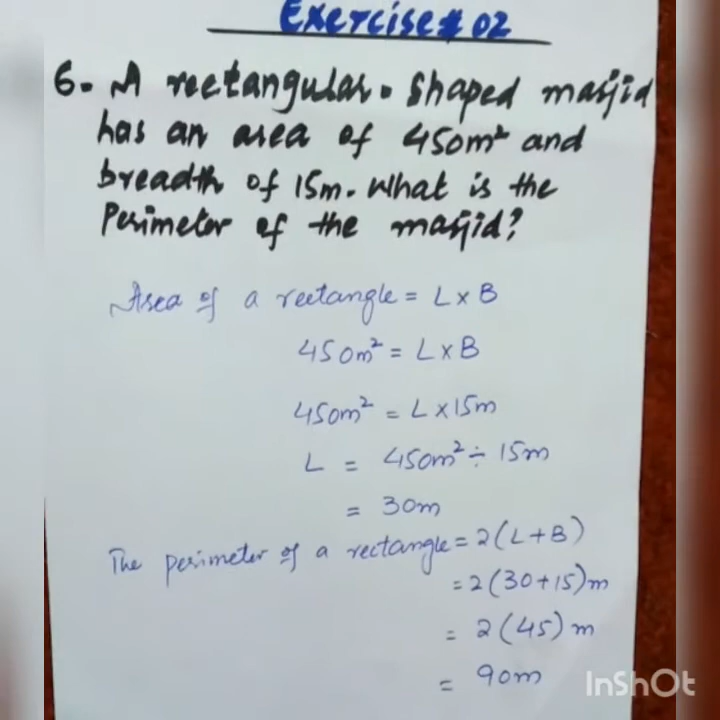 Exercise# 02
6. A rectangular. Shaped masjid
has an area of 450m² and
breadth of 15m. What is the
Perimeter of the masjid?
Area of a rectangle = L x B
450m² = L x B
450m² = L x 15m
L = 450m² ÷ 15m
= 30m
The perimeter of a rectangle = 2(L+B)
= 2(30+15)m
= 2(45)m
= 90m
InShOt